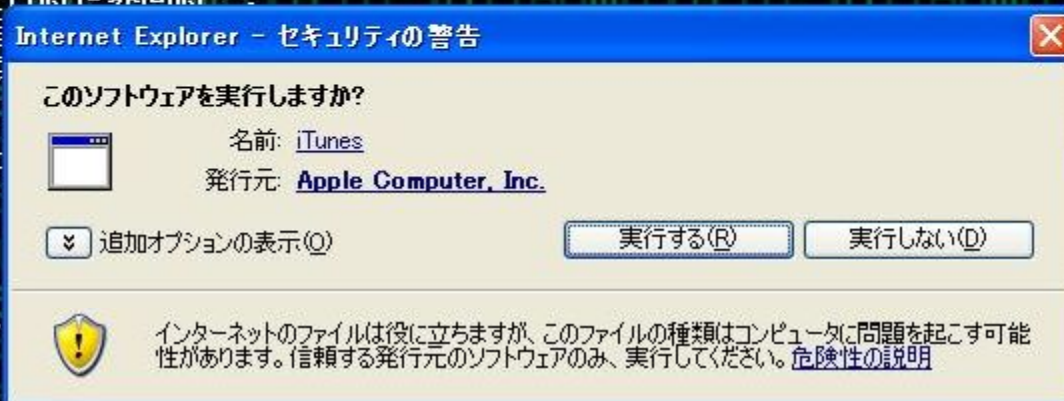 Internet Explorer - セキュリティの警告
このソフトウェアを実行しますか?
名前: iTunes
発行元: Apple Computer, Inc.
追加オプションの表示(O)
実行する(R)
実行しない(D)
インターネットのファイルは役に立ちますが、このファイルの種類はコンピュータに問題を起こす可能
性があります。信頼する発行元のソフトウェアのみ、実行してください。危険性の説明